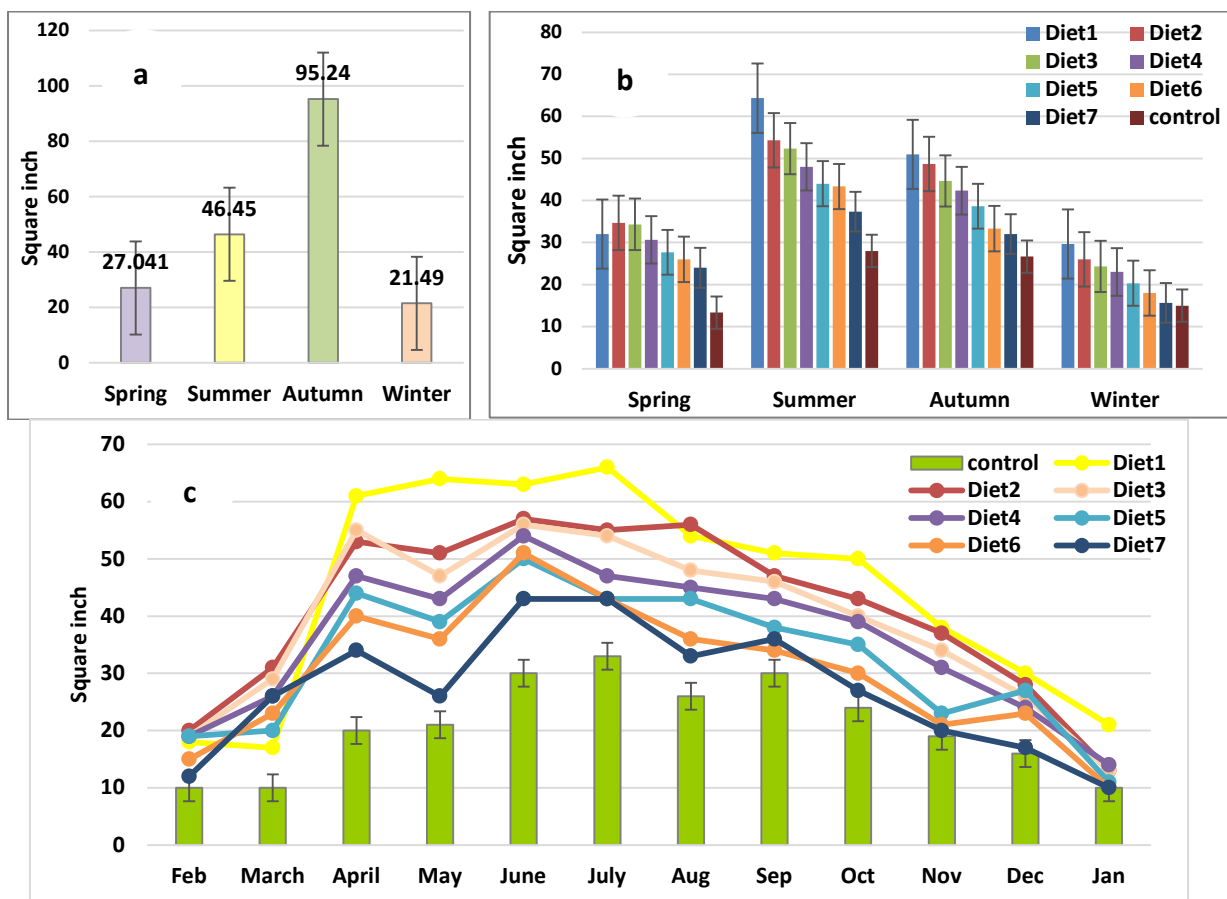 Square inch
120
100
80
60
40
20
0
a
27.041
46.45
95.24
21.49
Spring Summer Autumn Winter
Square inch
80
70
60
50
40
30
20
10
0
b
Diet1 Diet2
Diet3 Diet4
Diet5 Diet6
Diet7 control
Spring Summer Autumn Winter
Square inch
70
60
50
40
30
20
10
0
c
control Diet1
Diet2 Diet3
Diet4 Diet5
Diet6 Diet7
Feb March April May June July Aug Sep Oct Nov Dec Jan